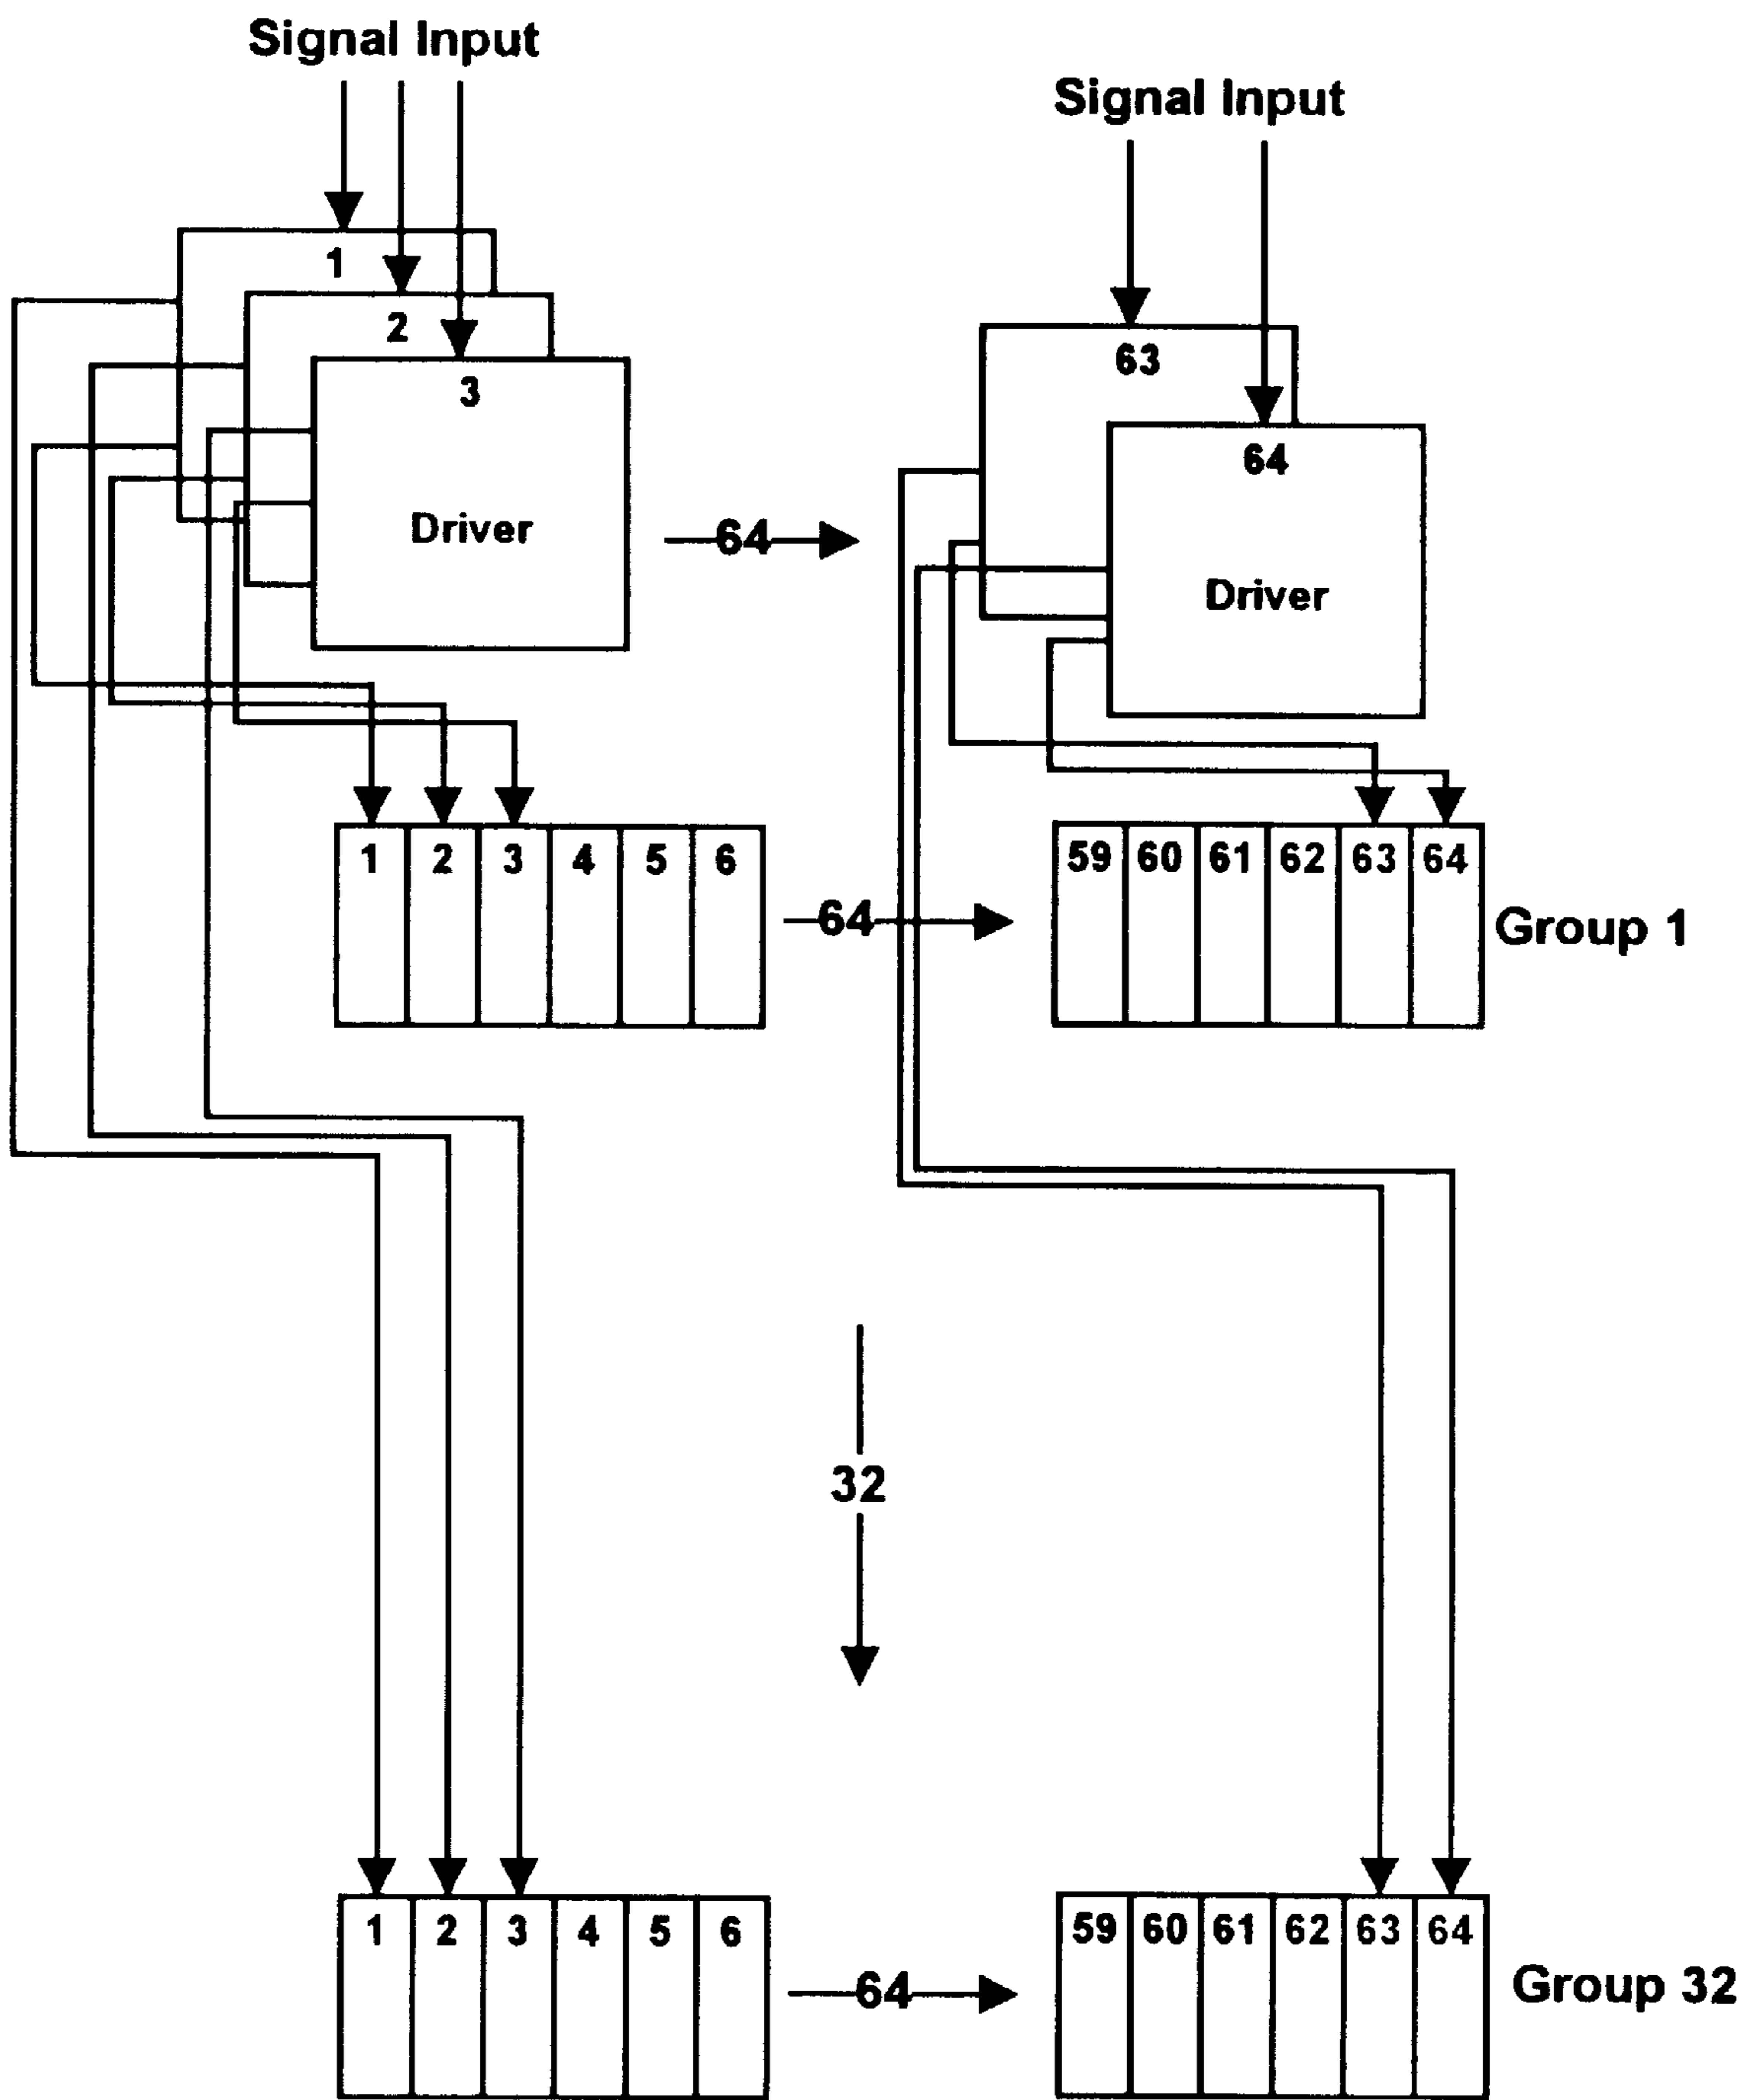 Signal Input
Signal Input
1
2
3
Driver
64
63
64
Driver
1 2 3 4 5 6
64
59 60 61 62 63 64
Group 1
32
1 2 3 4 5 6
64
59 60 61 62 63 64
Group 32